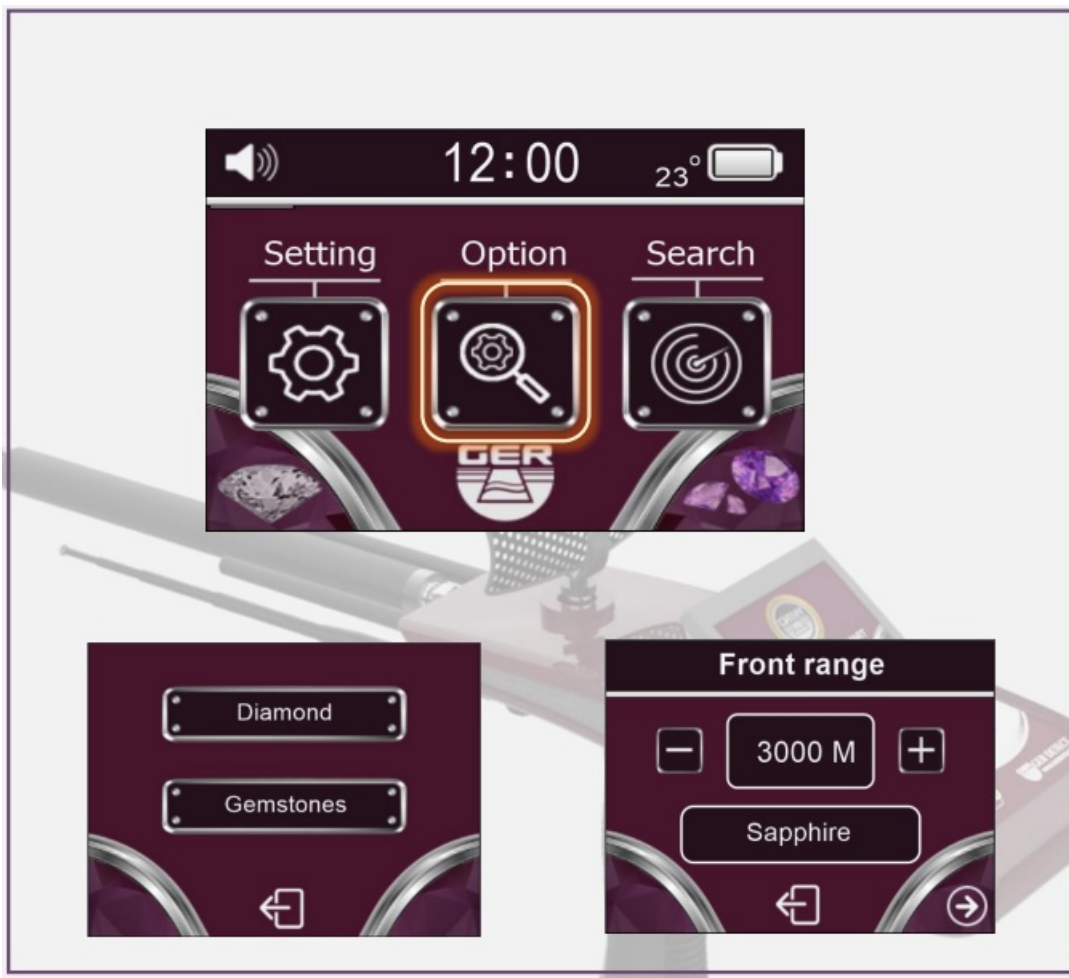 12:00
23°
Setting
Option
Search
GER
Diamond
Gemstones
Front range
− 3000 M +
Sapphire